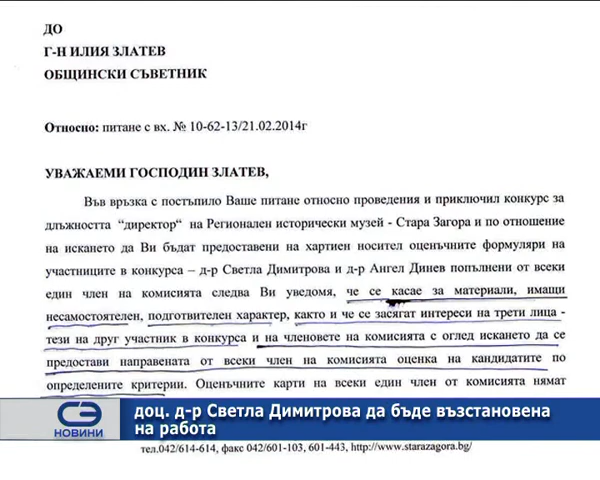 ДО
Г-Н ИЛИЯ ЗЛАТЕВ
ОБЩИНСКИ СЪВЕТНИК
Относно: питане с вх. № 10-62-13/21.02.2014г
УВАЖАЕМИ ГОСПОДИН ЗЛАТЕВ,
Във връзка с постъпило Ваше питане относно проведения и приключил конкурс за
длъжността “директор“ на Регионален исторически музей - Стара Загора и по отношение
на искането да Ви бъдат предоставени на хартиен носител оценъчните формуляри на
участниците в конкурса – д-р Светла Димитрова и д-р Ангел Динев попълнени от всеки
един член на комисията следва Ви уведомя, че се касае за материали, имащи
несамостоятелен, подготвителен характер, както и че се засягат интереси на трети лица -
тези на друг участник в конкурса и на членовете на комисията с оглед искането да се
предостави направената от всеки член на комисията оценка на кандидатите по
определените критерии. Оценъчните карти на всеки един член от комисията нямат
СЭ
НОВИНИ
доц. д-р Светла Димитрова да бъде възстановена
на работа
тел.042/614-614, факс 042/601-103, 601-443, http://www.starazagora.bg/